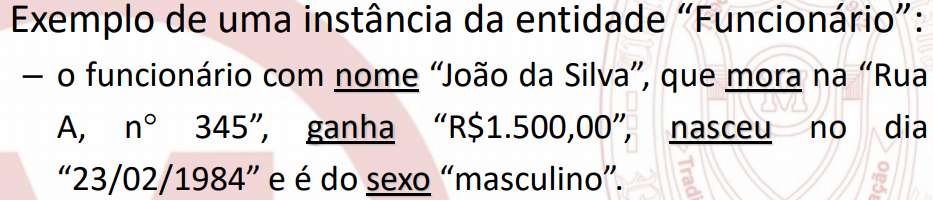 Exemplo de uma instância da entidade “Funcionário”:
– o funcionário com nome “João da Silva”, que mora na “Rua
A, n° 345”, ganha “R$1.500,00”, nasceu no dia
“23/02/1984” e é do sexo “masculino”.